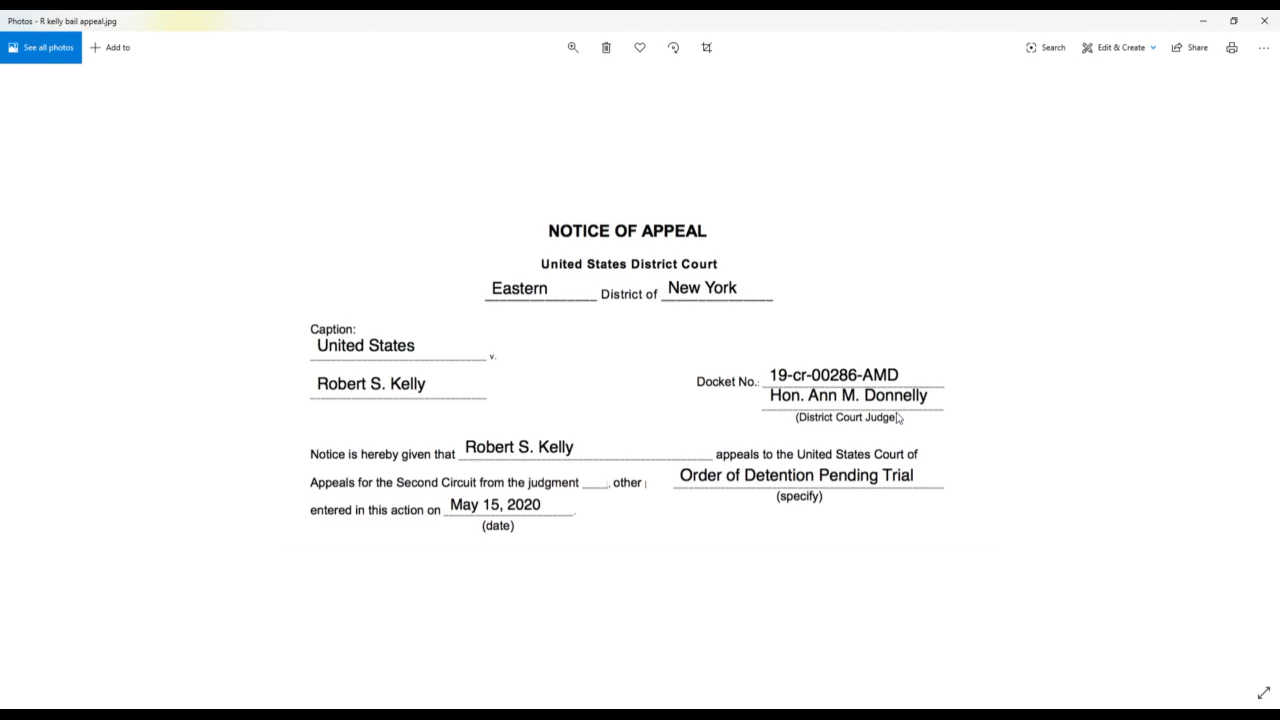 Photos - R kelly bail appeal.jpg
See all photos
Add to
Search
Edit & Create
Share
NOTICE OF APPEAL
United States District Court
Eastern District of New York
Caption:
United States v.
Robert S. Kelly
Docket No.: 19-cr-00286-AMD
Hon. Ann M. Donnelly
(District Court Judge)
Notice is hereby given that Robert S. Kelly appeals to the United States Court of
Appeals for the Second Circuit from the judgment ____, other | Order of Detention Pending Trial
(specify)
entered in this action on May 15, 2020.
(date)